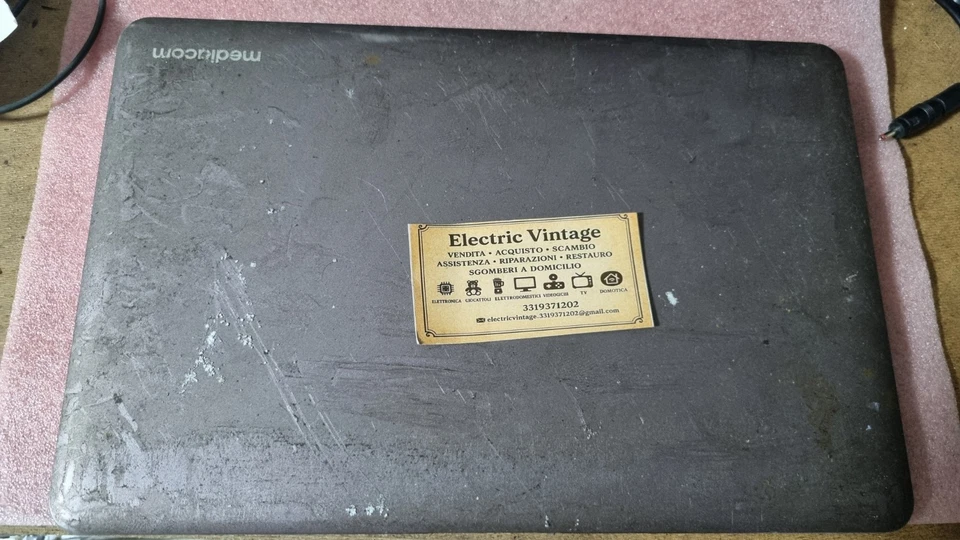 mediacom
Electric Vintage
VENDITA • ACQUISTO • SCAMBIO
ASSISTENZA • RIPARAZIONI • RESTAURO
SGOMBERI A DOMICILIO
ELETTRONICA GIOCATTOLI ELETTRODOMESTICI VIDEOGIOCHI TV DOMOTICA
3319371202
electricvintage.3319371202@gmail.com